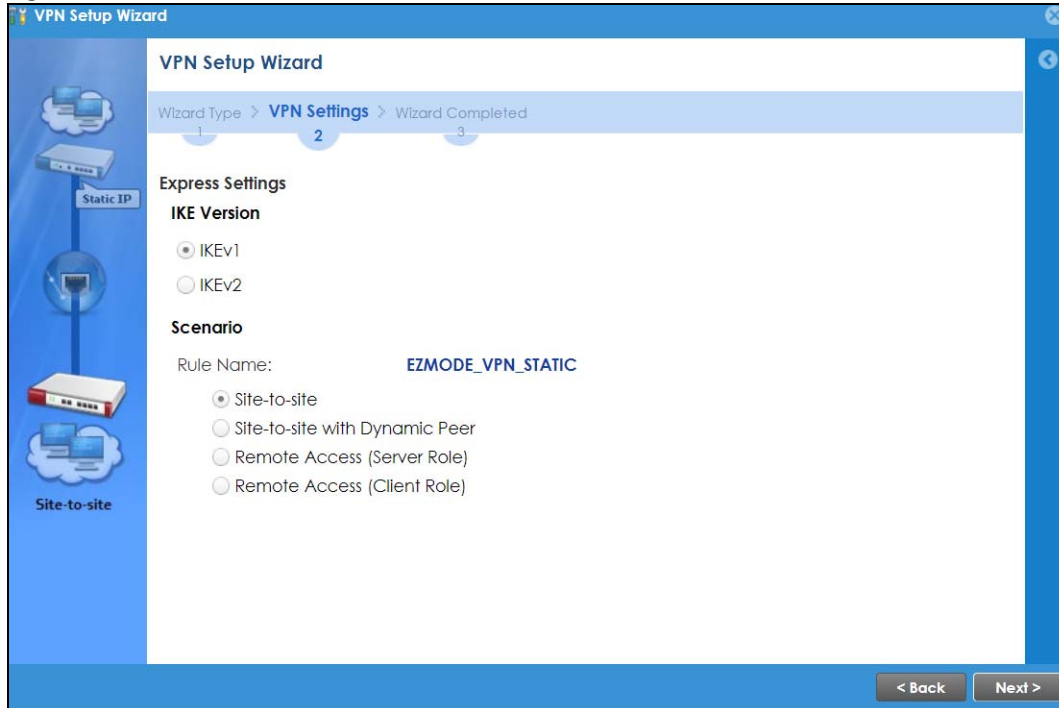 VPN Setup Wizard
VPN Setup Wizard
Wizard Type > VPN Settings > Wizard Completed
1 2 3
Static IP
Express Settings
IKE Version
IKEv1
IKEv2
Scenario
Rule Name: EZMODE_VPN_STATIC
Site-to-site
Site-to-site with Dynamic Peer
Remote Access (Server Role)
Remote Access (Client Role)
Site-to-site
< Back Next >